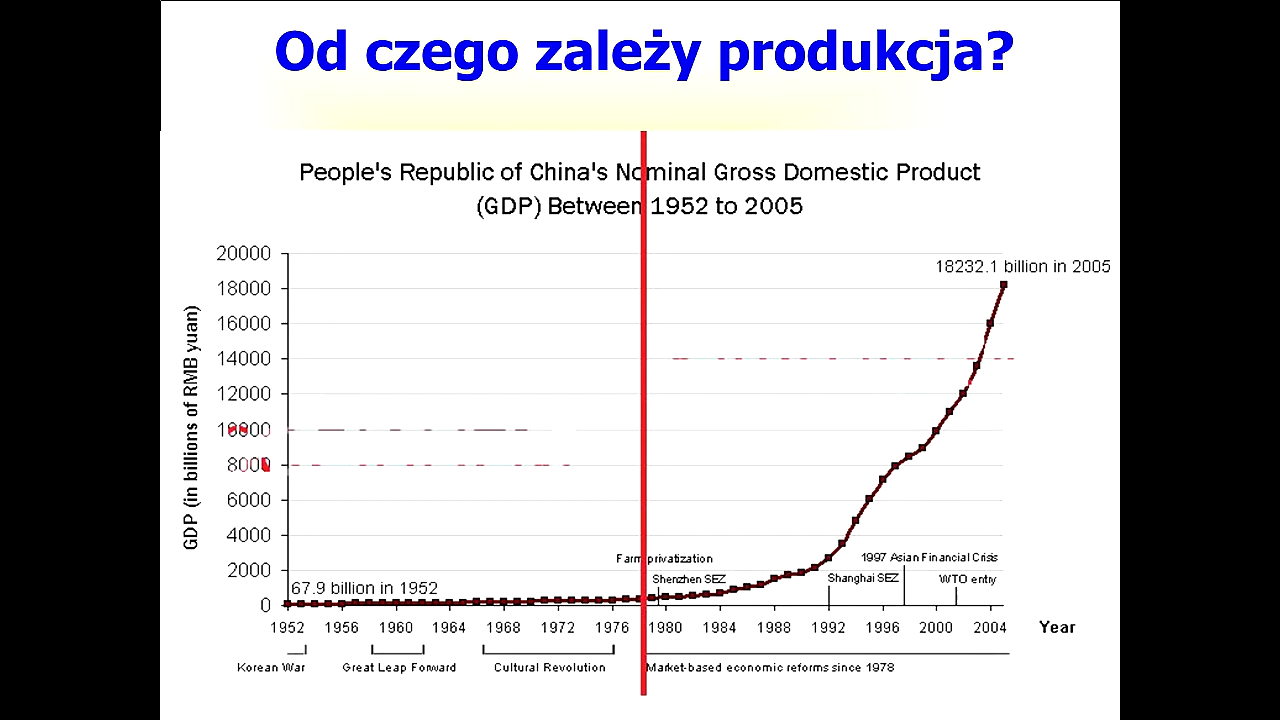 Od czego zależy produkcja?
People's Republic of China's Nominal Gross Domestic Product
(GDP) Between 1952 to 2005
GDP (in billions of RMB yuan)
20000
18000
16000
14000
12000
10000
8000
6000
4000
2000
0
18232.1 billion in 2005
67.9 billion in 1952
Farm privatization
Shenzhen SEZ
Shanghai SEZ
1997 Asian Financial Crisis
WTO entry
1952 1956 1960 1964 1968 1972 1976 1980 1984 1988 1992 1996 2000 2004 Year
Korean War Great Leap Forward Cultural Revolution Market-based economic reforms since 1978